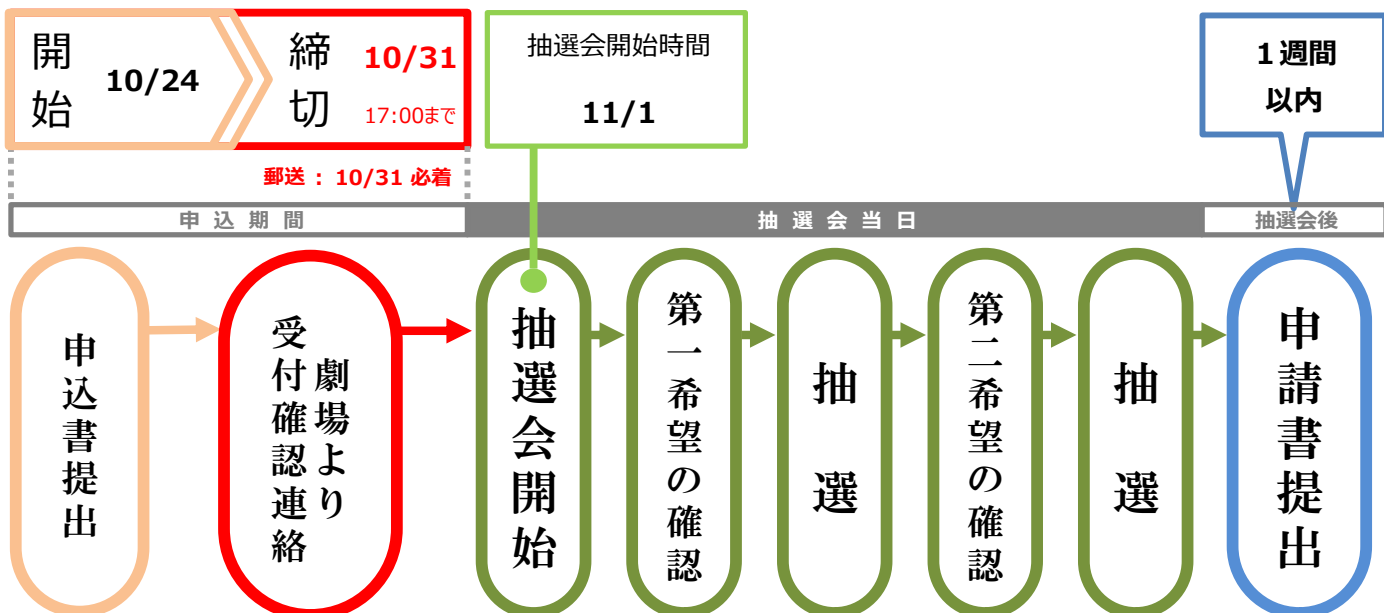 開始
10/24
締切
10/31
17:00まで
抽選会開始時間
11/1
1週間
以内
郵送 : 10/31 必着
申込期間
抽選会当日
抽選会後
申込書提出
劇場より
受付確認連絡
抽選会開始
第一希望の確認
抽選
第二希望の確認
抽選
申請書提出